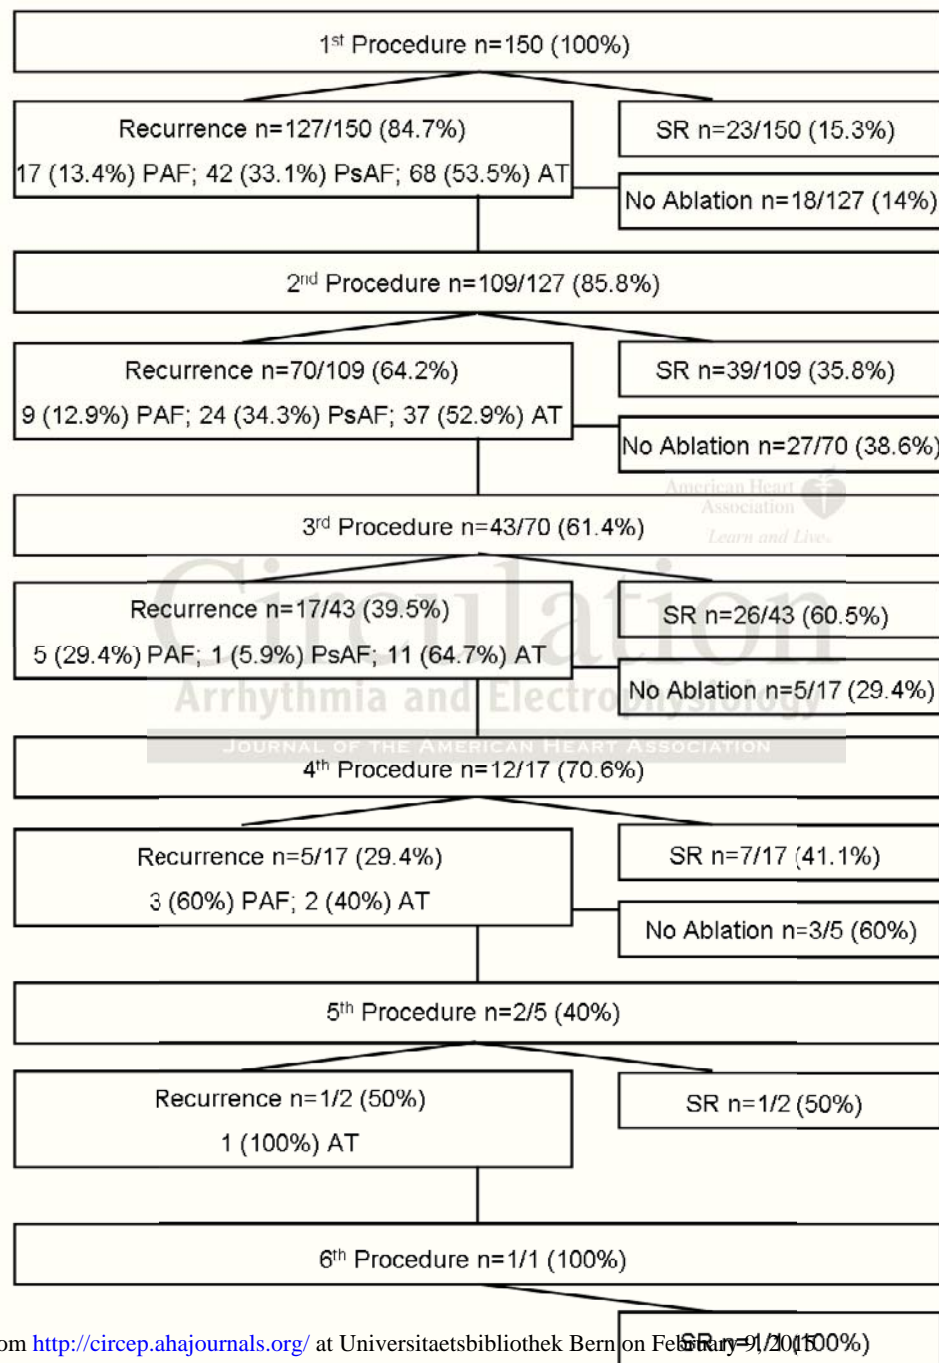 1st Procedure n=150 (100%)
Recurrence n=127/150 (84.7%)
17 (13.4%) PAF; 42 (33.1%) PsAF; 68 (53.5%) AT
SR n=23/150 (15.3%)
No Ablation n=18/127 (14%)
2nd Procedure n=109/127 (85.8%)
Recurrence n=70/109 (64.2%)
9 (12.9%) PAF; 24 (34.3%) PsAF; 37 (52.9%) AT
SR n=39/109 (35.8%)
No Ablation n=27/70 (38.6%)
American Heart
Association
Learn and Live
3rd Procedure n=43/70 (61.4%)
Circulation
Recurrence n=17/43 (39.5%)
5 (29.4%) PAF; 1 (5.9%) PsAF; 11 (64.7%) AT
SR n=26/43 (60.5%)
No Ablation n=5/17 (29.4%)
Arrhythmia and Electrophysiology
JOURNAL OF THE AMERICAN HEART ASSOCIATION
4th Procedure n=12/17 (70.6%)
Recurrence n=5/17 (29.4%)
3 (60%) PAF; 2 (40%) AT
SR n=7/17 (41.1%)
No Ablation n=3/5 (60%)
5th Procedure n=2/5 (40%)
Recurrence n=1/2 (50%)
1 (100%) AT
SR n=1/2 (50%)
6th Procedure n=1/1 (100%)
SR n=1/1 (100%)
om http://circep.ahajournals.org/ at Universitaetsbibliothek Bern on February 9, 2015